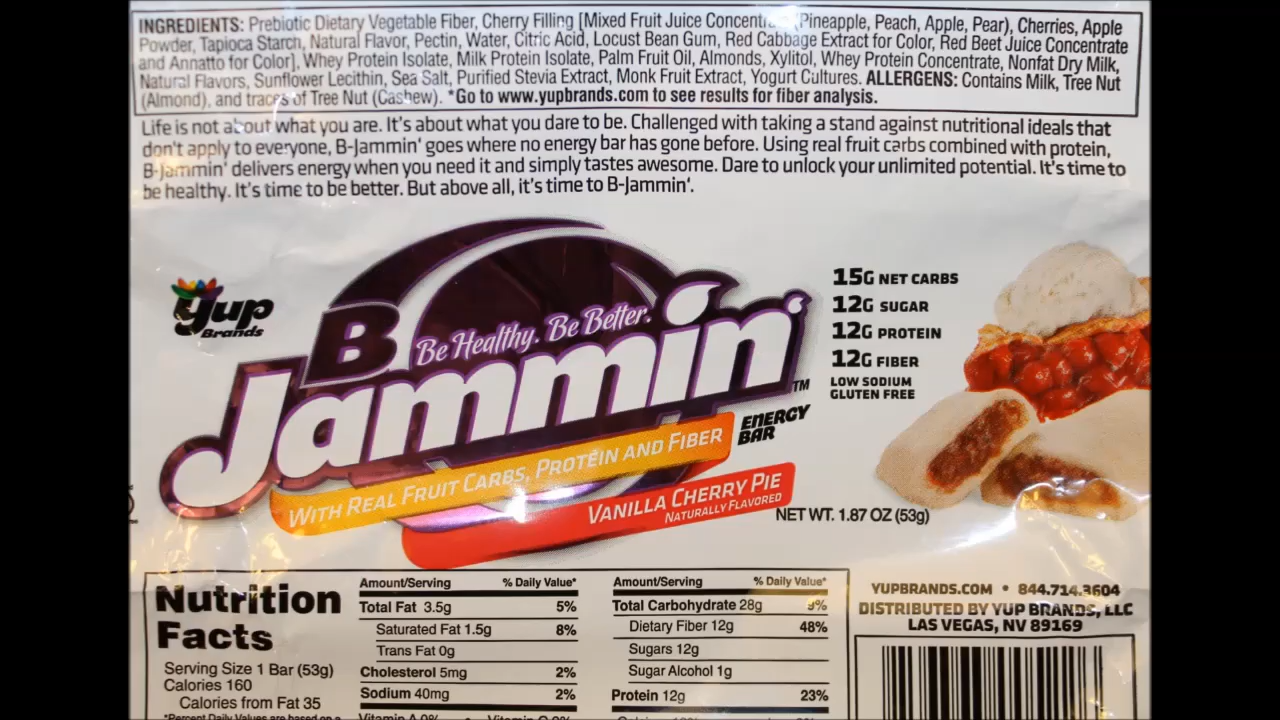 INGREDIENTS: Prebiotic Dietary Vegetable Fiber, Cherry Filling [Mixed Fruit Juice (Pineapple, Peach, Apple, Pear), Cherries, Apple
Powder, Tapioca Starch, Natural Flavor, Pectin, Water, Citric Acid, Locust Bean Gum, Red Cabbage Extract for Color, Red Beet Juice Concentrate
and Annatto for Color], Whey Protein Isolate, Milk Protein Isolate, Palm Fruit Oil, Almonds, Xylitol, Whey Protein Concentrate, Nonfat Dry Milk,
Natural Flavors, Sunflower Lecithin, Sea Salt, Purified Stevia Extract, Monk Fruit Extract, Yogurt Cultures. ALLERGENS: Contains Milk, Tree Nut
(Almond), and traces of Tree Nut (Cashew). *Go to www.yupbrands.com to see results for fiber analysis.
Life is not about what you are. It's about what you dare to be. Challenged with taking a stand against nutritional ideals that
don't apply to everyone, B-Jammin' goes where no energy bar has gone before. Using real fruit carbs combined with protein,
B-Jammin' delivers energy when you need it and simply tastes awesome. Dare to unlock your unlimited potential. It's time to
be healthy. It's time to be better. But above all, it's time to B-Jammin'.
Yup
Brands
B
Be Healthy. Be Better.
Jammin'
TM
ENERGY
BAR
WITH REAL FRUIT CARBS, PROTEIN AND FIBER
VANILLA CHERRY PIE
NATURALLY FLAVORED
15G NET CARBS
12G SUGAR
12G PROTEIN
12G FIBER
LOW SODIUM
GLUTEN FREE
NET WT. 1.87 OZ (53g)
Nutrition
Facts
Serving Size 1 Bar (53g)
Calories 160
Calories from Fat 35
*Percent Daily Values are based on a
Amount/Serving % Daily Value*
Total Fat 3.5g 5%
Saturated Fat 1.5g 8%
Trans Fat 0g
Cholesterol 5mg 2%
Sodium 40mg 2%
Vitamin A 0% • Vitamin C 0%
Amount/Serving % Daily Value*
Total Carbohydrate 28g 9%
Dietary Fiber 12g 48%
Sugars 12g
Sugar Alcohol 1g
Protein 12g 23%
YUPBRANDS.COM • 844.714.3604
DISTRIBUTED BY YUP BRANDS, LLC
LAS VEGAS, NV 89169